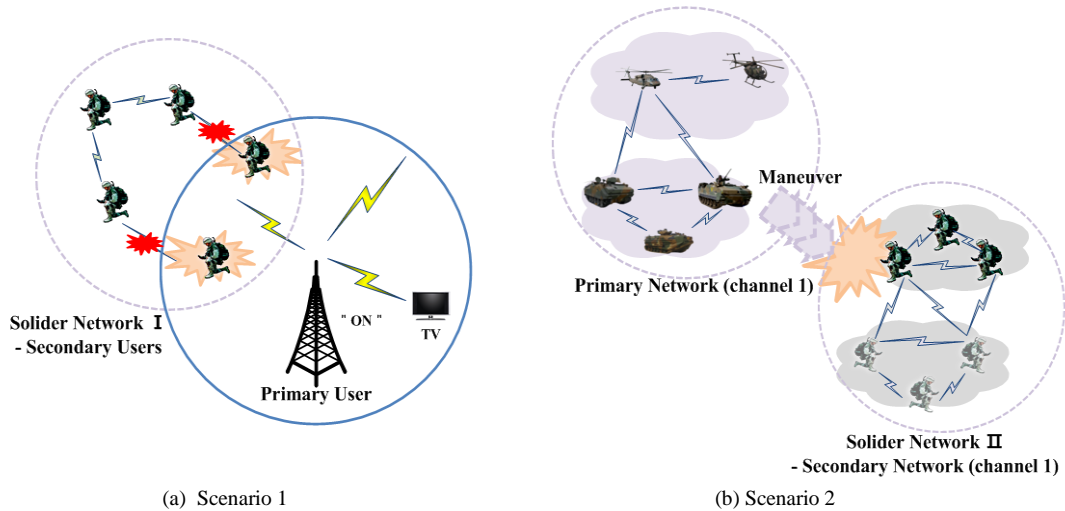 Solider Network Ⅰ
- Secondary Users
" ON "
TV
Primary User
(a) Scenario 1
Maneuver
Primary Network (channel 1)
Solider Network Ⅱ
- Secondary Network (channel 1)
(b) Scenario 2